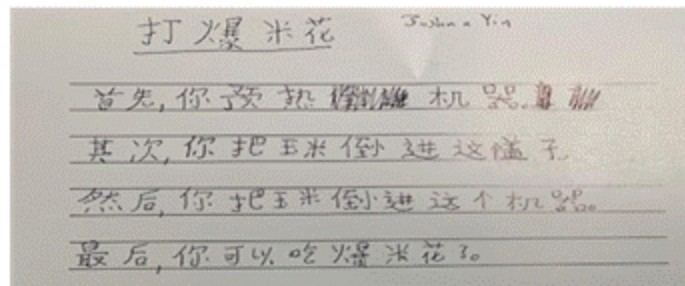 打爆米花 Joshua Yin
首先,你预热机器。
其次,你把玉米倒进这盖子
然后,你把玉米倒进这个机器。
最后,你可以吃爆米花了。